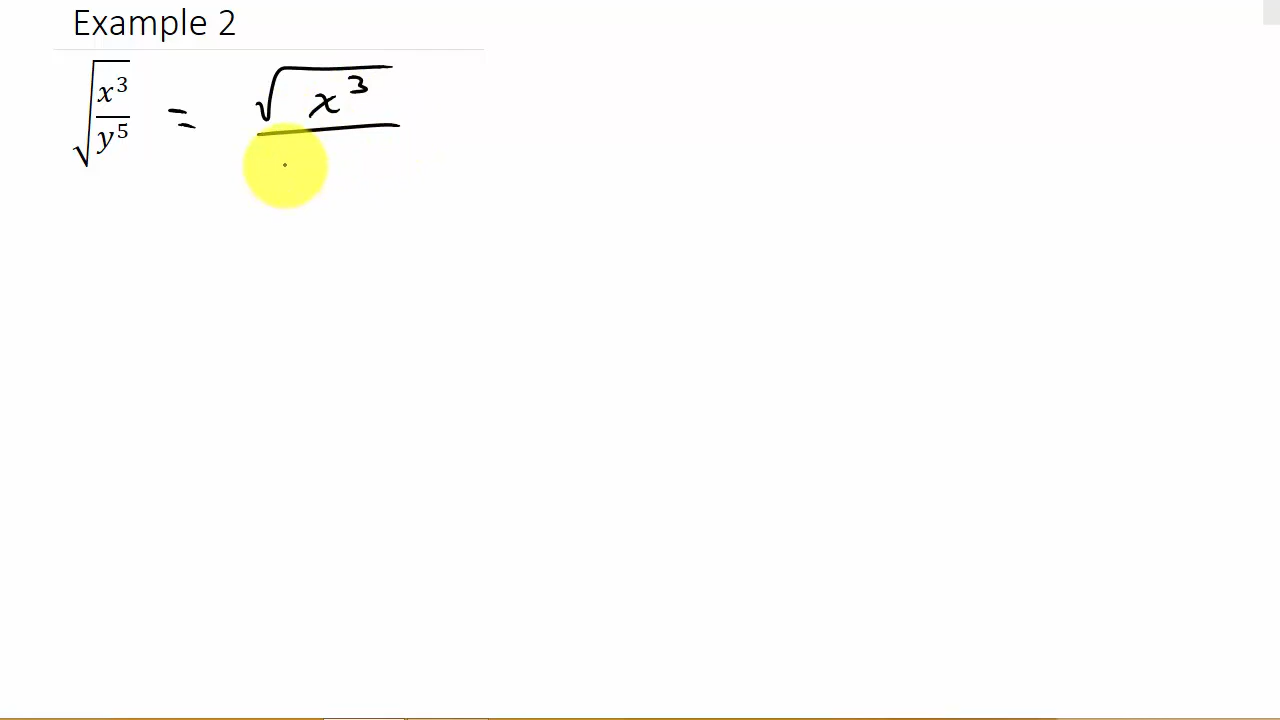 Example 2
√(x³/y⁵) = √x³